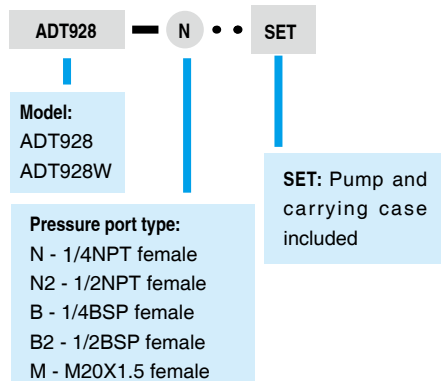 ADT928 N SET
Model:
ADT928
ADT928W
Pressure port type:
N - 1/4NPT female
N2 - 1/2NPT female
B - 1/4BSP female
B2 - 1/2BSP female
M - M20X1.5 female
SET: Pump and
carrying case
included